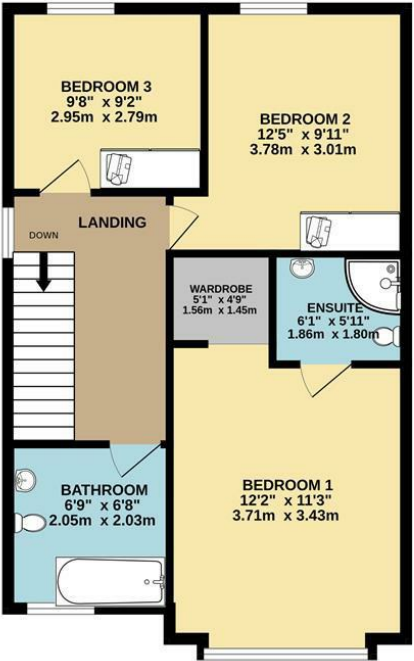 BEDROOM 3
9'8" x 9'2"
2.95m x 2.79m
BEDROOM 2
12'5" x 9'11"
3.78m x 3.01m
LANDING
DOWN
WARDROBE
5'1" x 4'9"
1.56m x 1.45m
ENSUITE
6'1" x 5'11"
1.86m x 1.80m
BEDROOM 1
12'2" x 11'3"
3.71m x 3.43m
BATHROOM
6'9" x 6'8"
2.05m x 2.03m